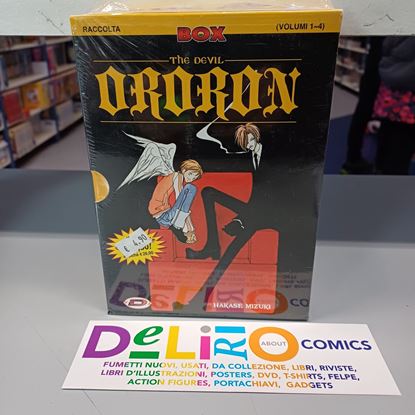 RACCOLTA
BOX
(VOLUMI 1-4)
THE DEVIL
ORORON
€ 4,90
HAKASE MIZUKI
DeLiRiO
ABOUT
COMICS
FUMETTI NUOVI, USATI, DA COLLEZIONE, LIBRI, RIVISTE,
LIBRI D'ILLUSTRAZIONI, POSTERS, DVD, T-SHIRTS, FELPE,
ACTION FIGURES, PORTACHIAVI, GADGETS